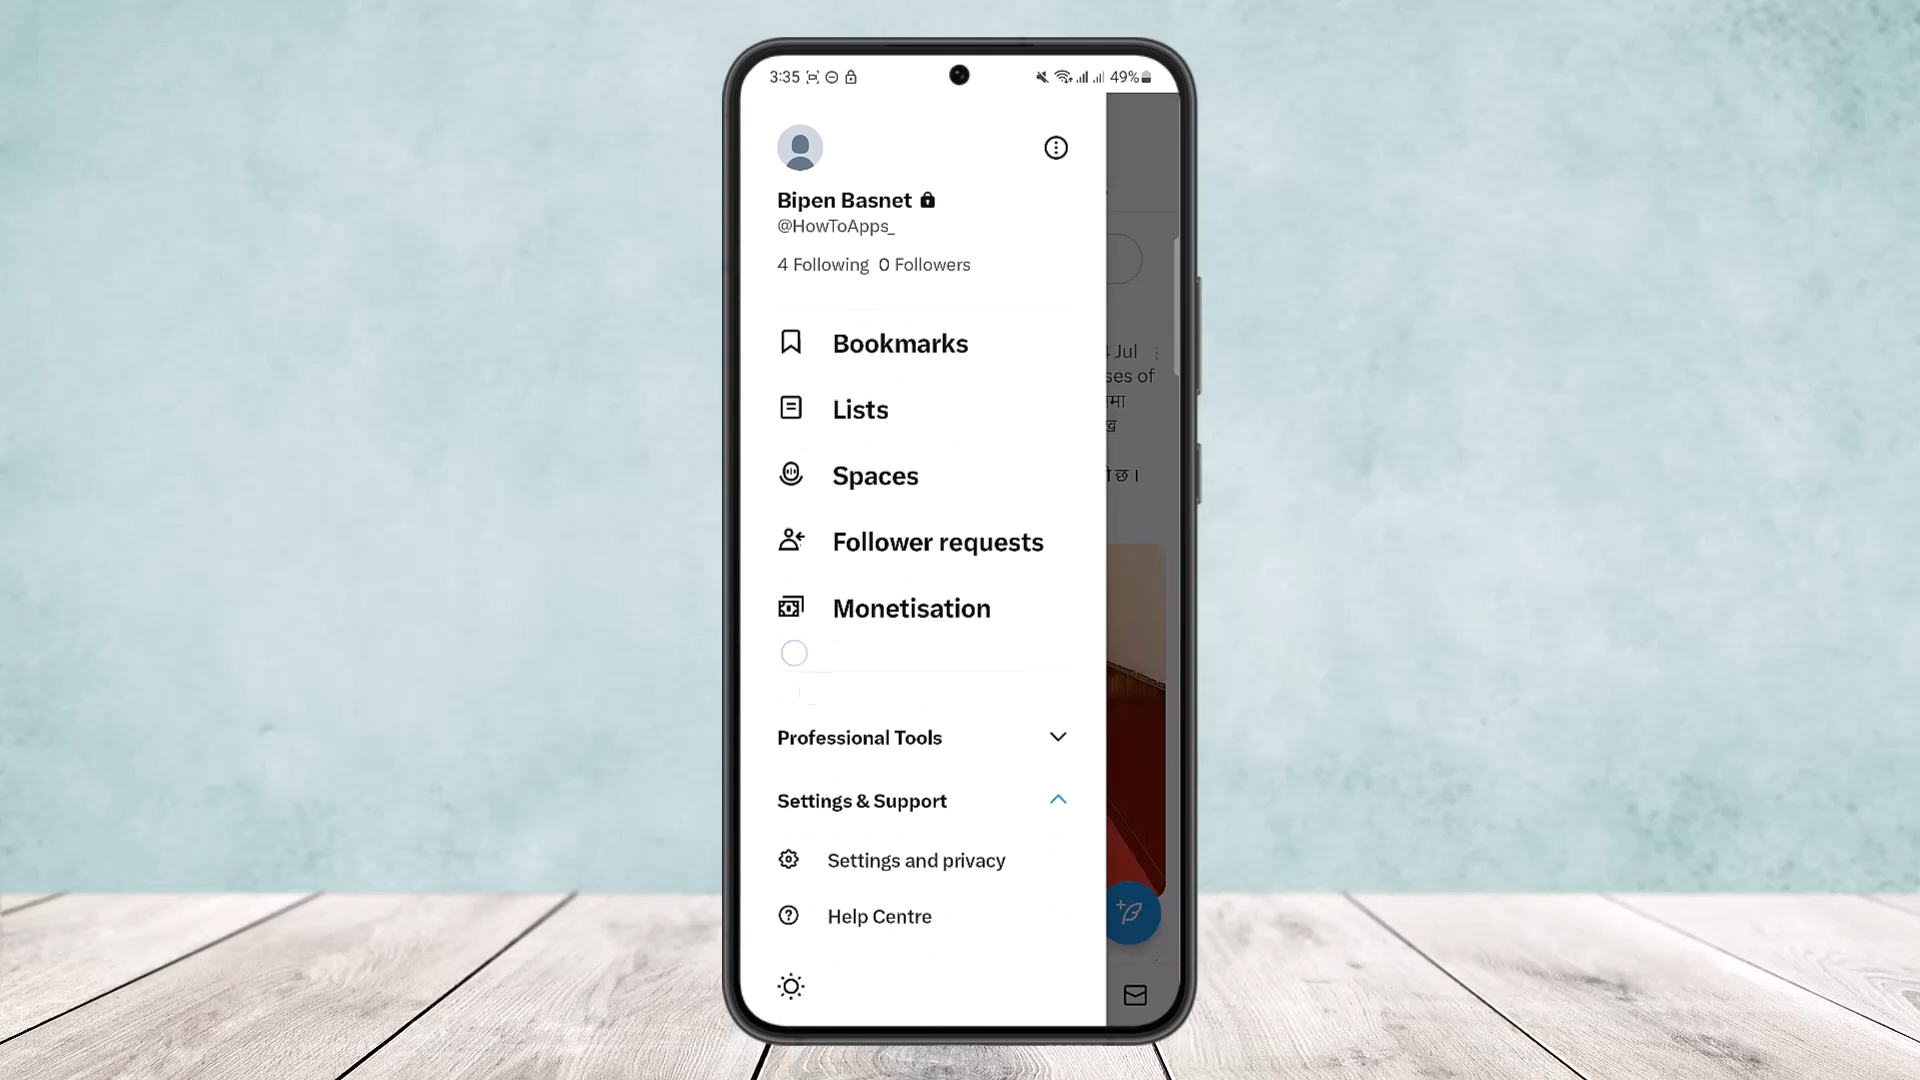 3:35
49%
Bipen Basnet
@HowToApps_
4 Following 0 Followers
Bookmarks
Lists
Spaces
Follower requests
Monetisation
Professional Tools
Settings & Support
Settings and privacy
Help Centre
Jul
ses of
छ ।